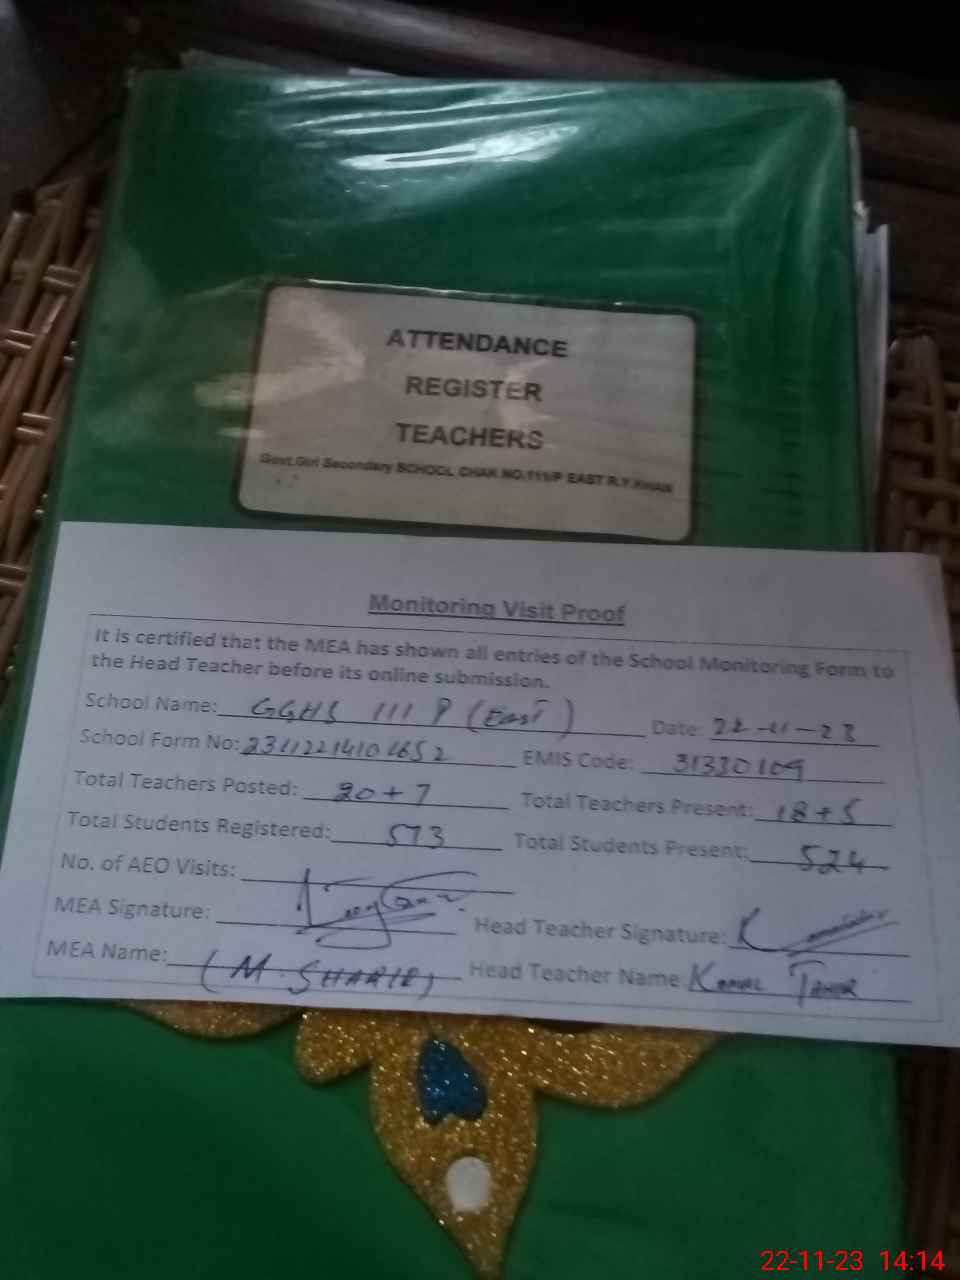 ATTENDANCE
REGISTER
TEACHERS
Govt.Girl Secondary SCHOOL CHAK NO.111/P EAST R.Y.KHAN
Monitoring Visit Proof
It is certified that the MEA has shown all entries of the School Monitoring Form to
the Head Teacher before its online submission.
School Name: GGHS 111 P (East) Date: 22-11-23
School Form No: EMIS Code: 31330109
Total Teachers Posted: 20+7 Total Teachers Present: 18+5
Total Students Registered: 573 Total Students Present: 524
No. of AEO Visits:
MEA Signature: Head Teacher Signature: 
MEA Name: (M. Head Teacher Name: Komal Tahir
22-11-23 14:14